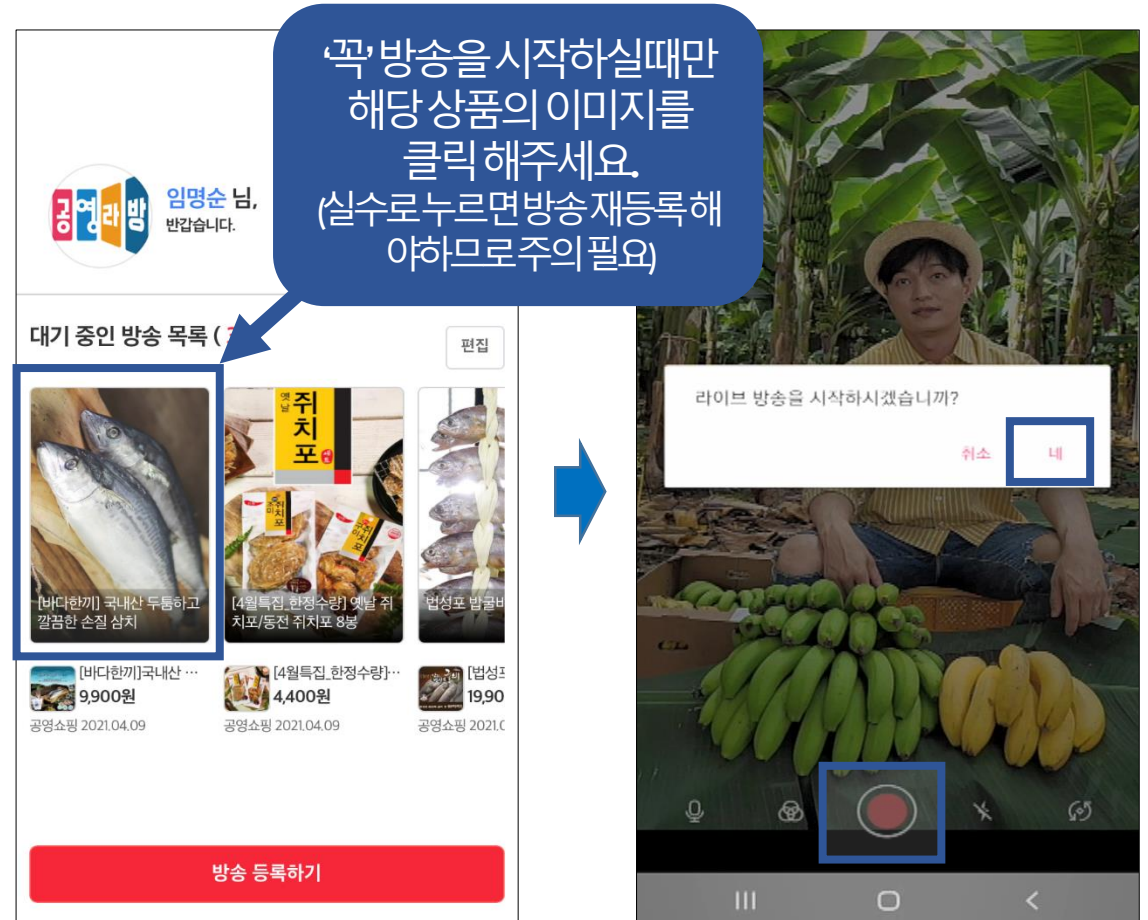 ‘꼭’ 방송을 시작하실때만
해당 상품의 이미지를
클릭 해주세요.
(실수로 누르면 방송 재등록 해
야하므로 주의 필요)
공영라방
임명순 님,
반갑습니다.
대기 중인 방송 목록 (
편집
옛날 쥐치포
[바다한끼] 국내산 두툼하고
깔끔한 손질 삼치
[4월특집_한정수량] 옛날 쥐
치포/동전 쥐치포 8봉
법성포 밥굴비
[바다한끼]국내산 …
9,900원
공영쇼핑 2021.04.09
[4월특집_한정수량]…
4,400원
공영쇼핑 2021.04.09
[법성포
19,90
공영쇼핑 2021.0
방송 등록하기
라이브 방송을 시작하시겠습니까?
취소
네